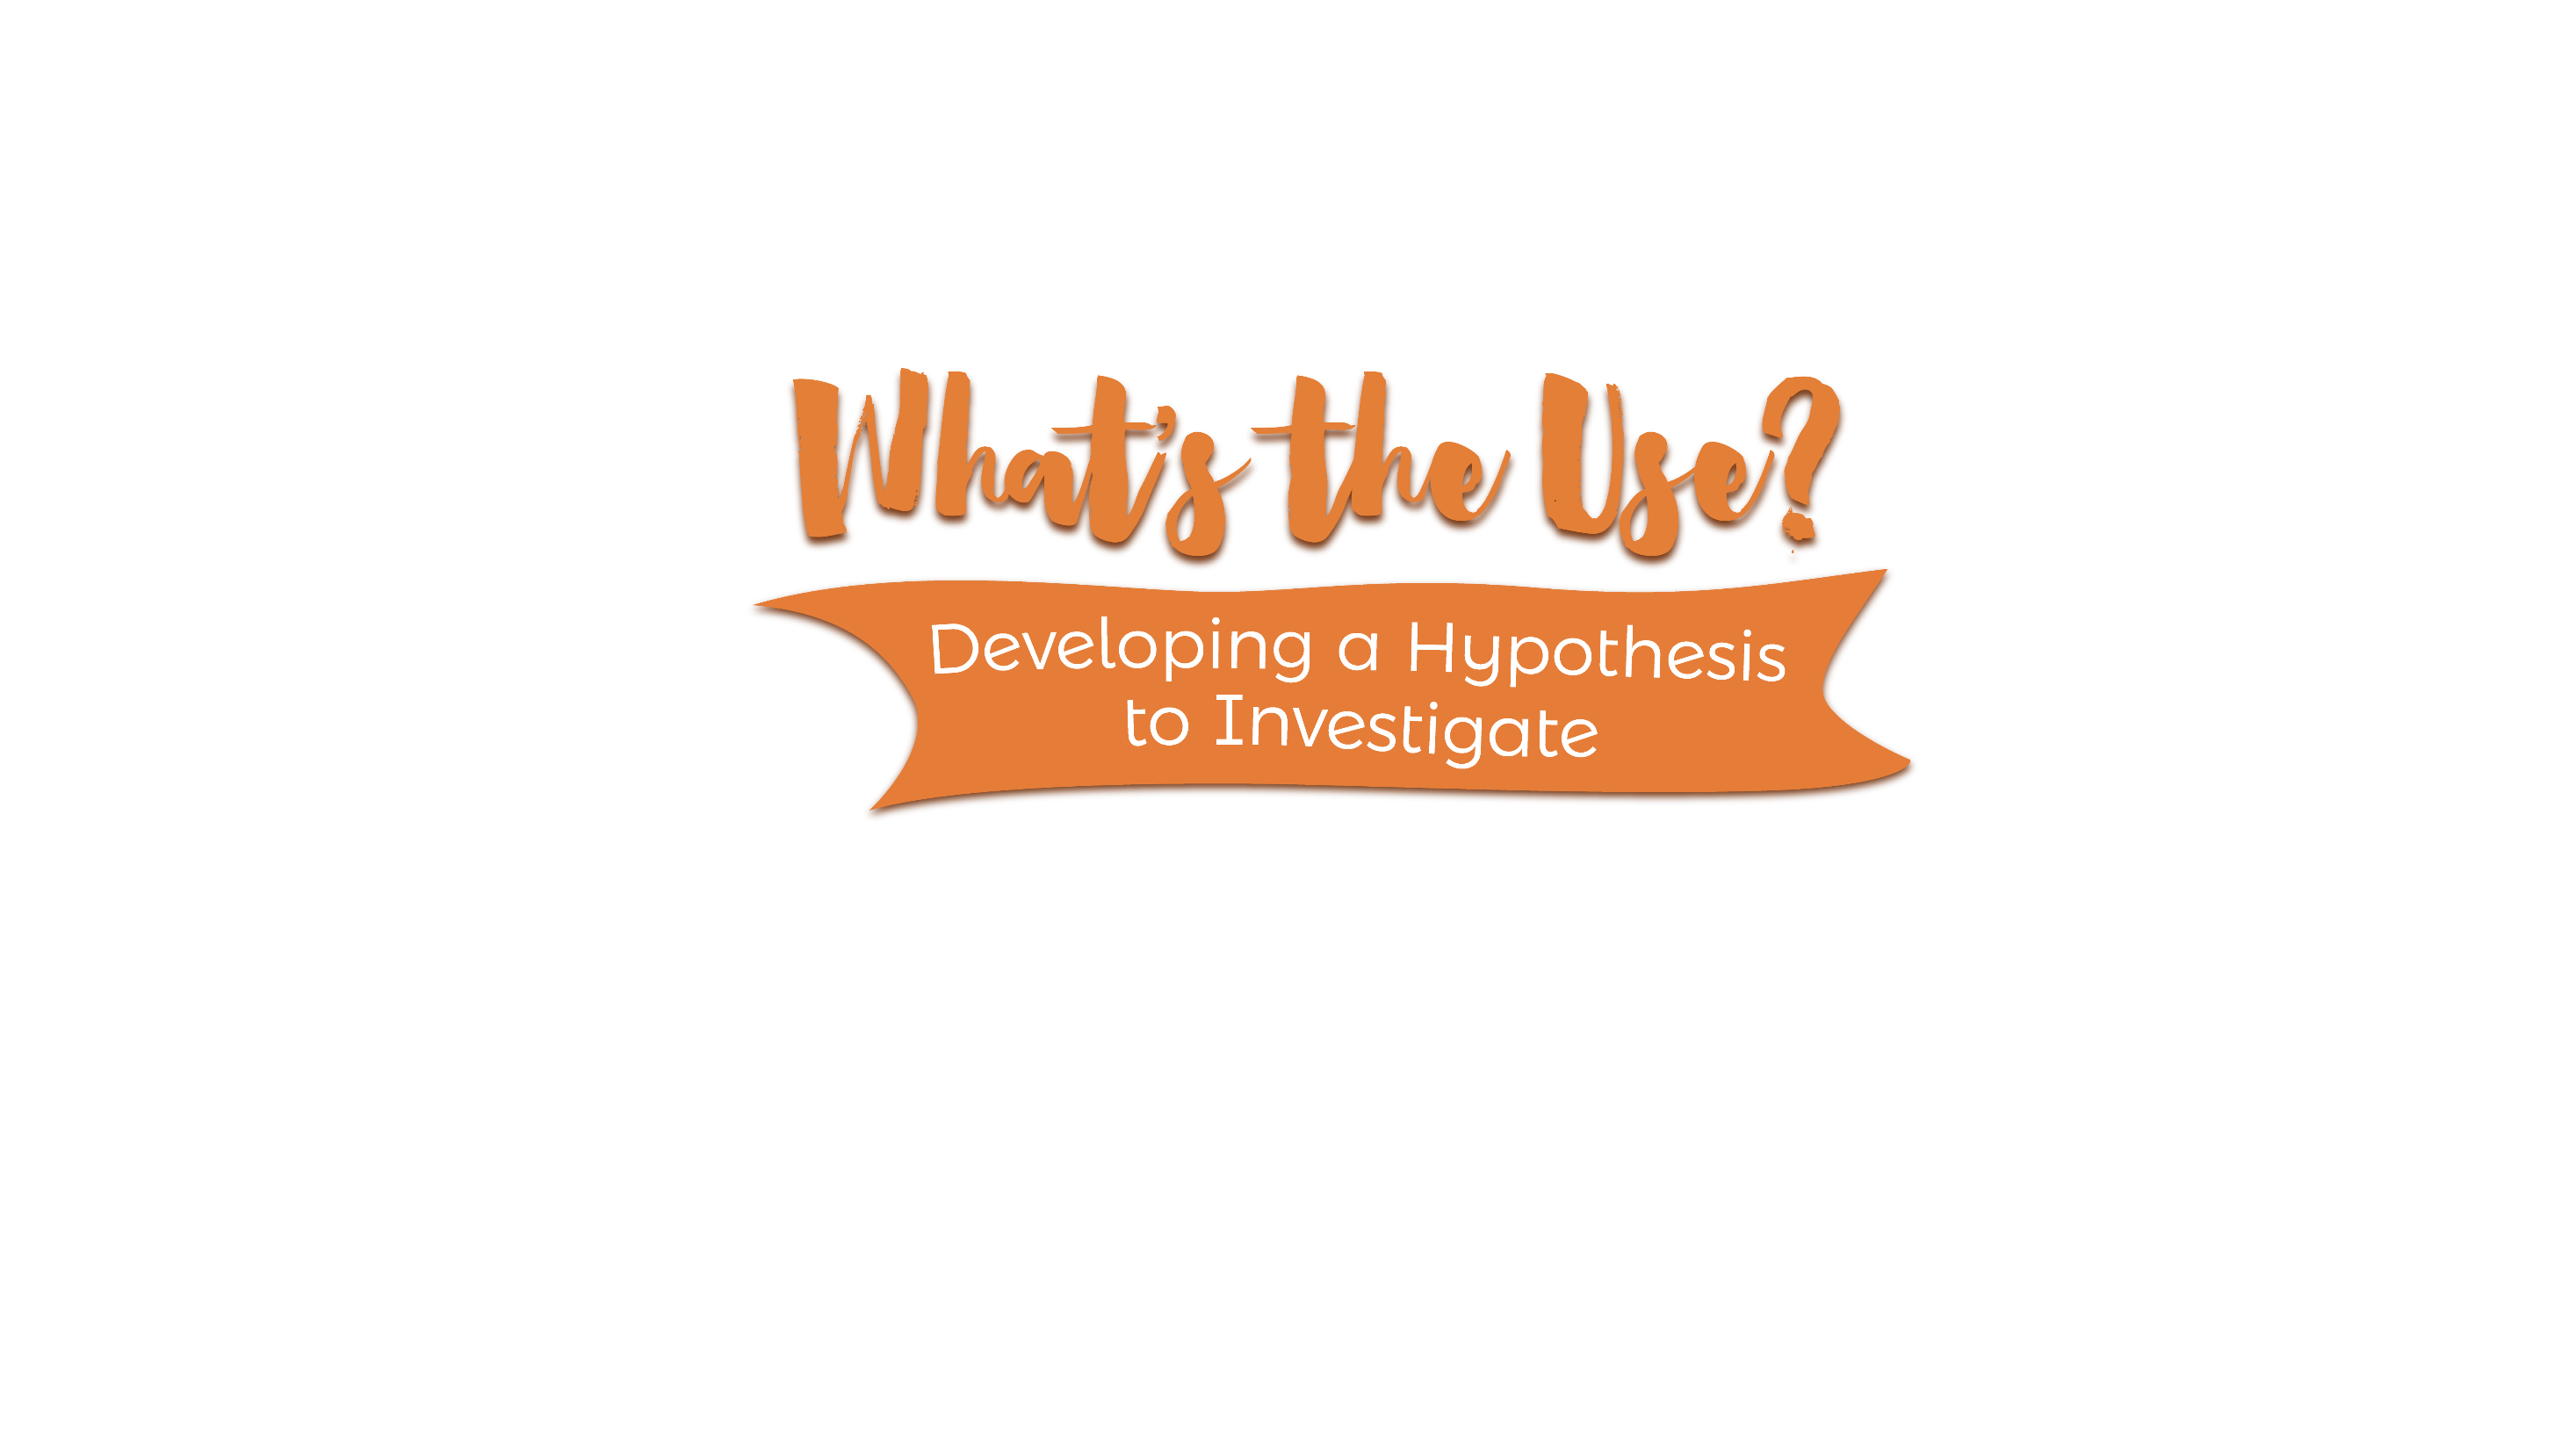 What's the Use?
Developing a Hypothesis
to Investigate